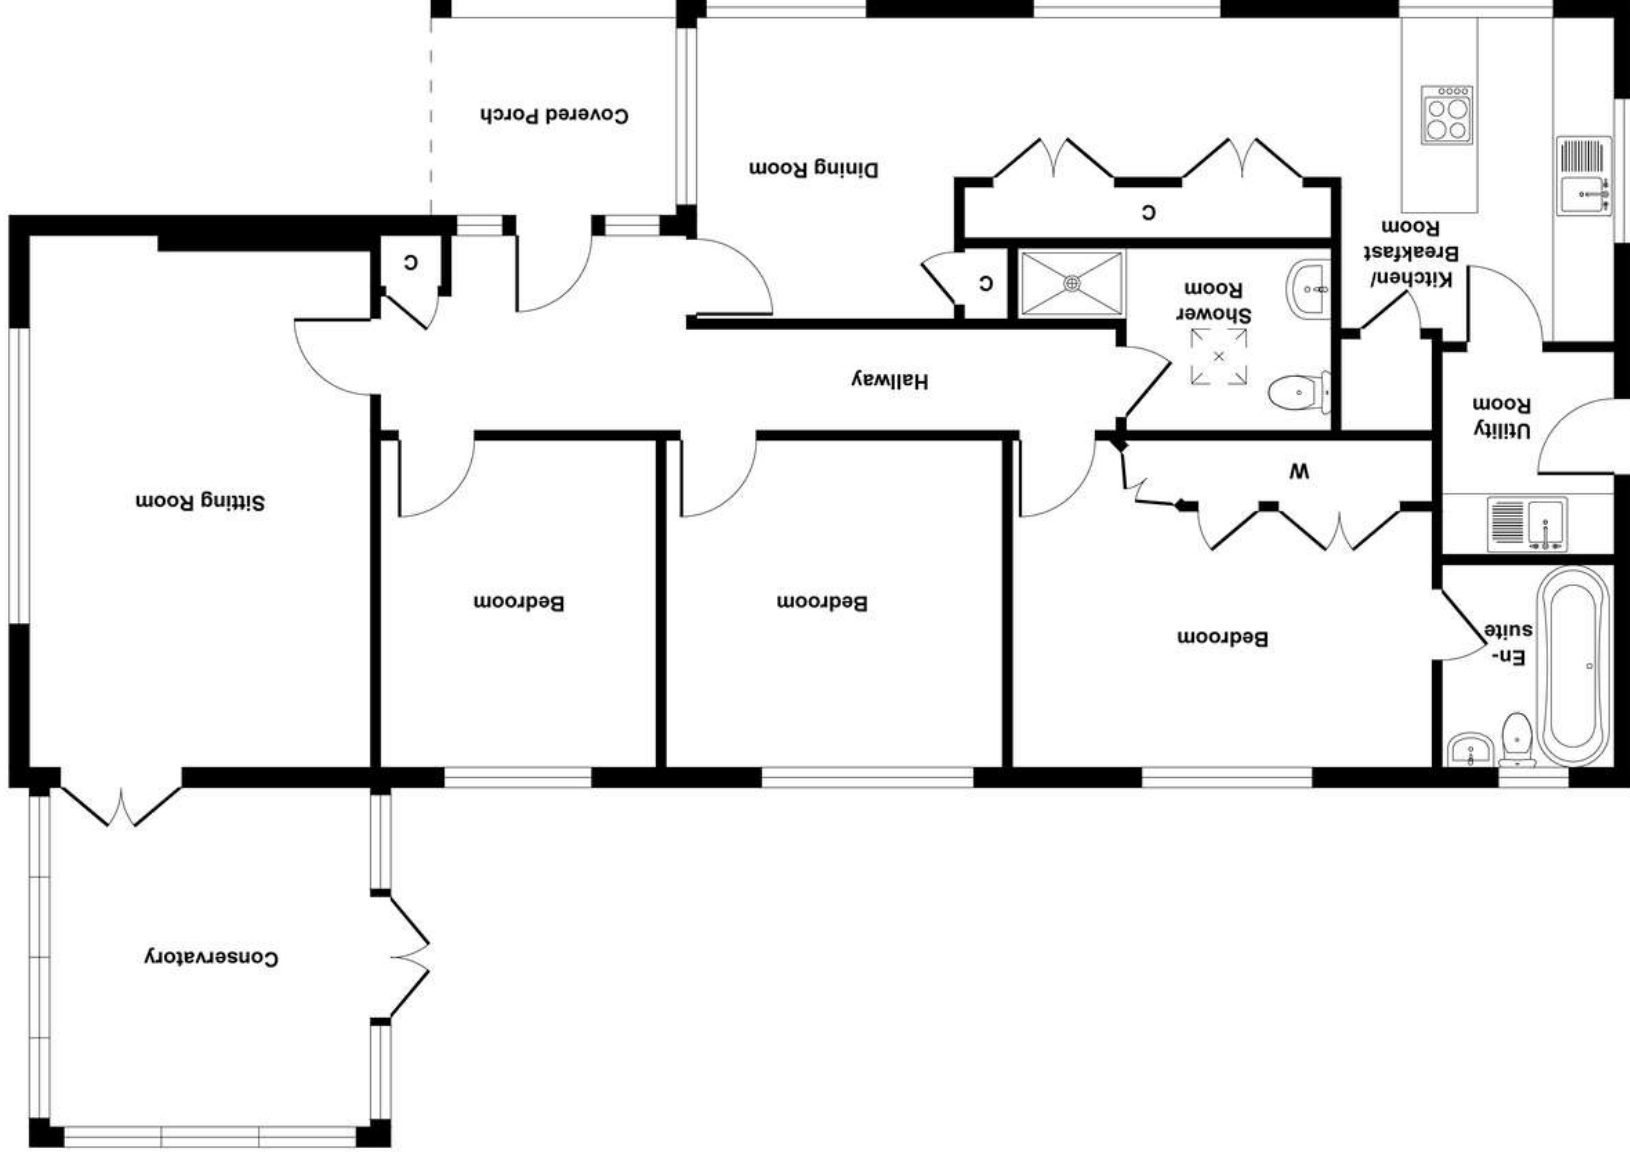 Conservatory
En-
suite
Bedroom
Bedroom
Bedroom
Sitting Room
Utility
Room
W
Hallway
Kitchen/
Breakfast
Room
Shower
Room
C
C
C
Dining Room
Covered Porch